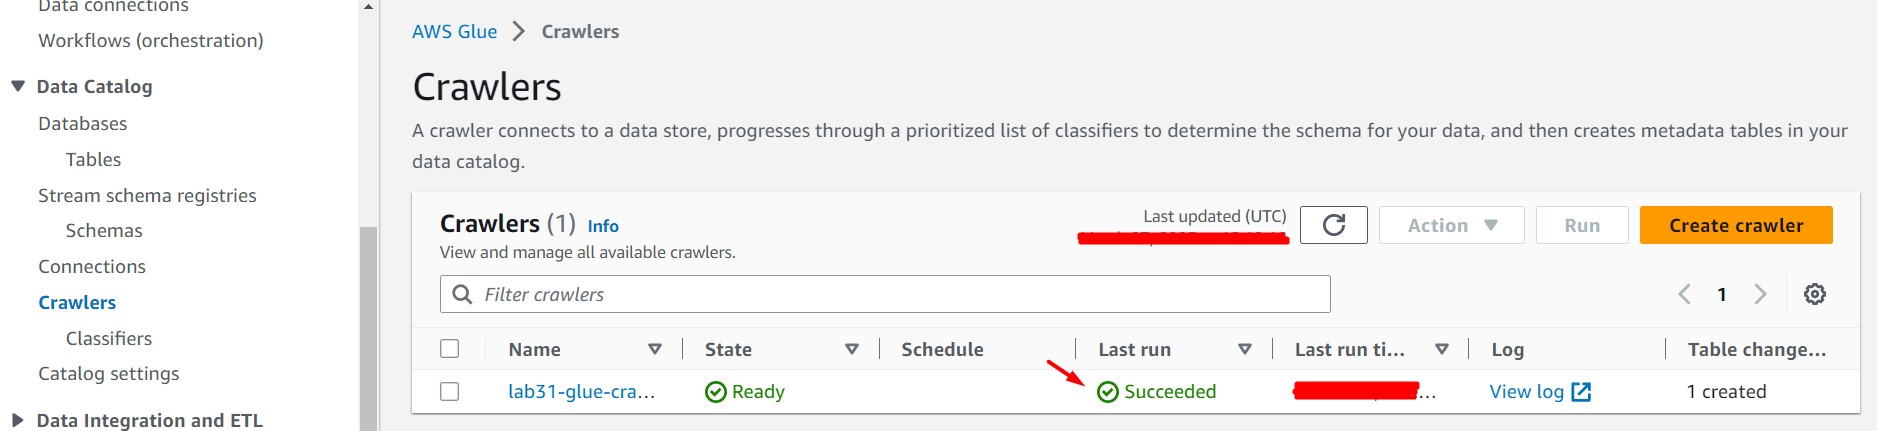 Data connections
Workflows (orchestration)
Data Catalog
Databases
Tables
Stream schema registries
Schemas
Connections
Crawlers
Classifiers
Catalog settings
Data Integration and ETL
AWS Glue > Crawlers
Crawlers
A crawler connects to a data store, progresses through a prioritized list of classifiers to determine the schema for your data, and then creates metadata tables in your
data catalog.
Crawlers (1) Info
View and manage all available crawlers.
Last updated (UTC)
Action
Run
Create crawler
Filter crawlers
1
Name State Schedule Last run Last run ti... Log Table change...
lab31-glue-cra... Ready Succeeded ... View log 1 created